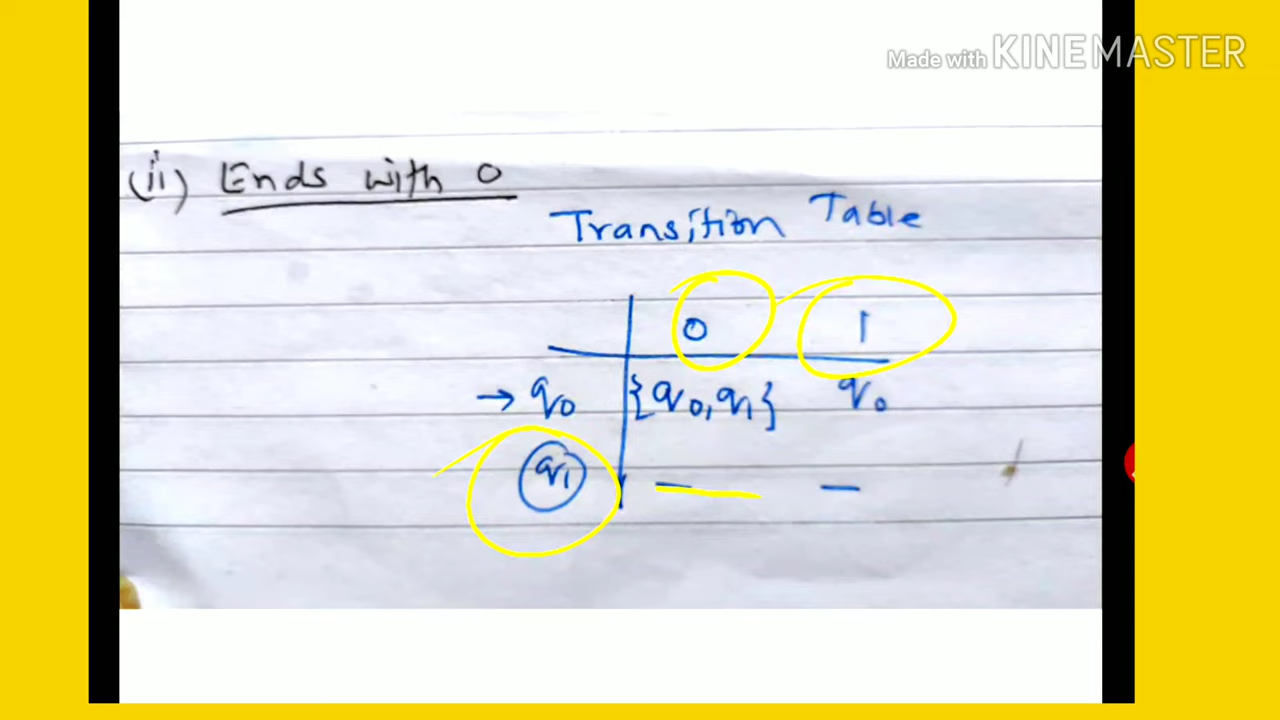 Made with KINEMASTER
(ii) Ends with 0
Transition Table
0 1
→ q0 {q0, q1} q0
q1 — —